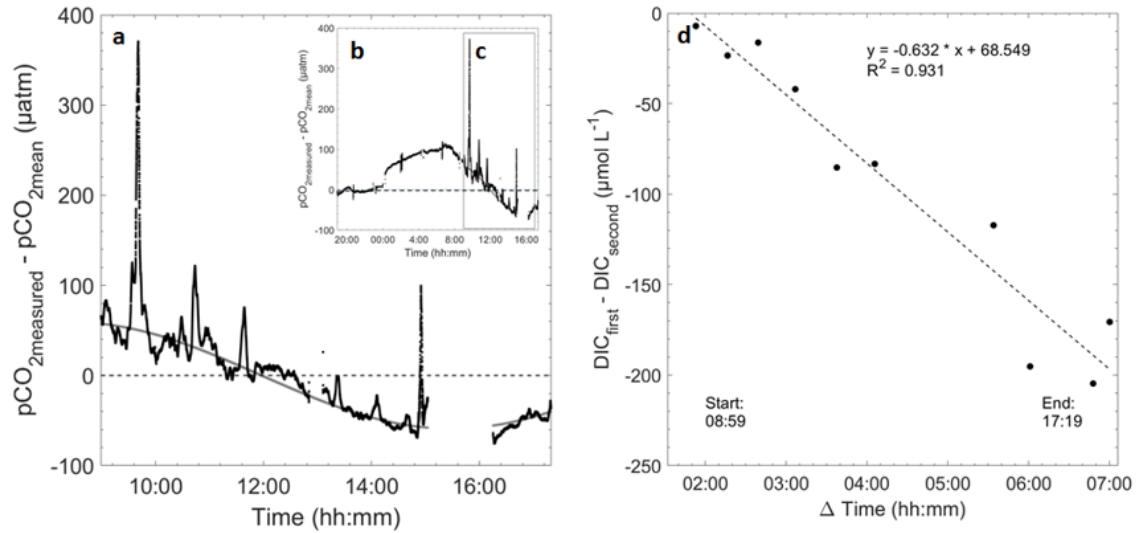 a
400
300
200
100
0
-100
pCO2measured - pCO2mean (µatm)
10:00
12:00
14:00
16:00
Time (hh:mm)
b
c
400
300
200
100
0
-100
pCO2measured - pCO2mean (µatm)
20:00
00:00
4:00
8:00
12:00
16:00
Time (hh:mm)
d
0
-50
-100
-150
-200
-250
DICfirst - DICsecond (µmol L-1)
y = -0.632 * x + 68.549
R2 = 0.931
Start:
08:59
End:
17:19
02:00
03:00
04:00
05:00
06:00
07:00
Δ Time (hh:mm)